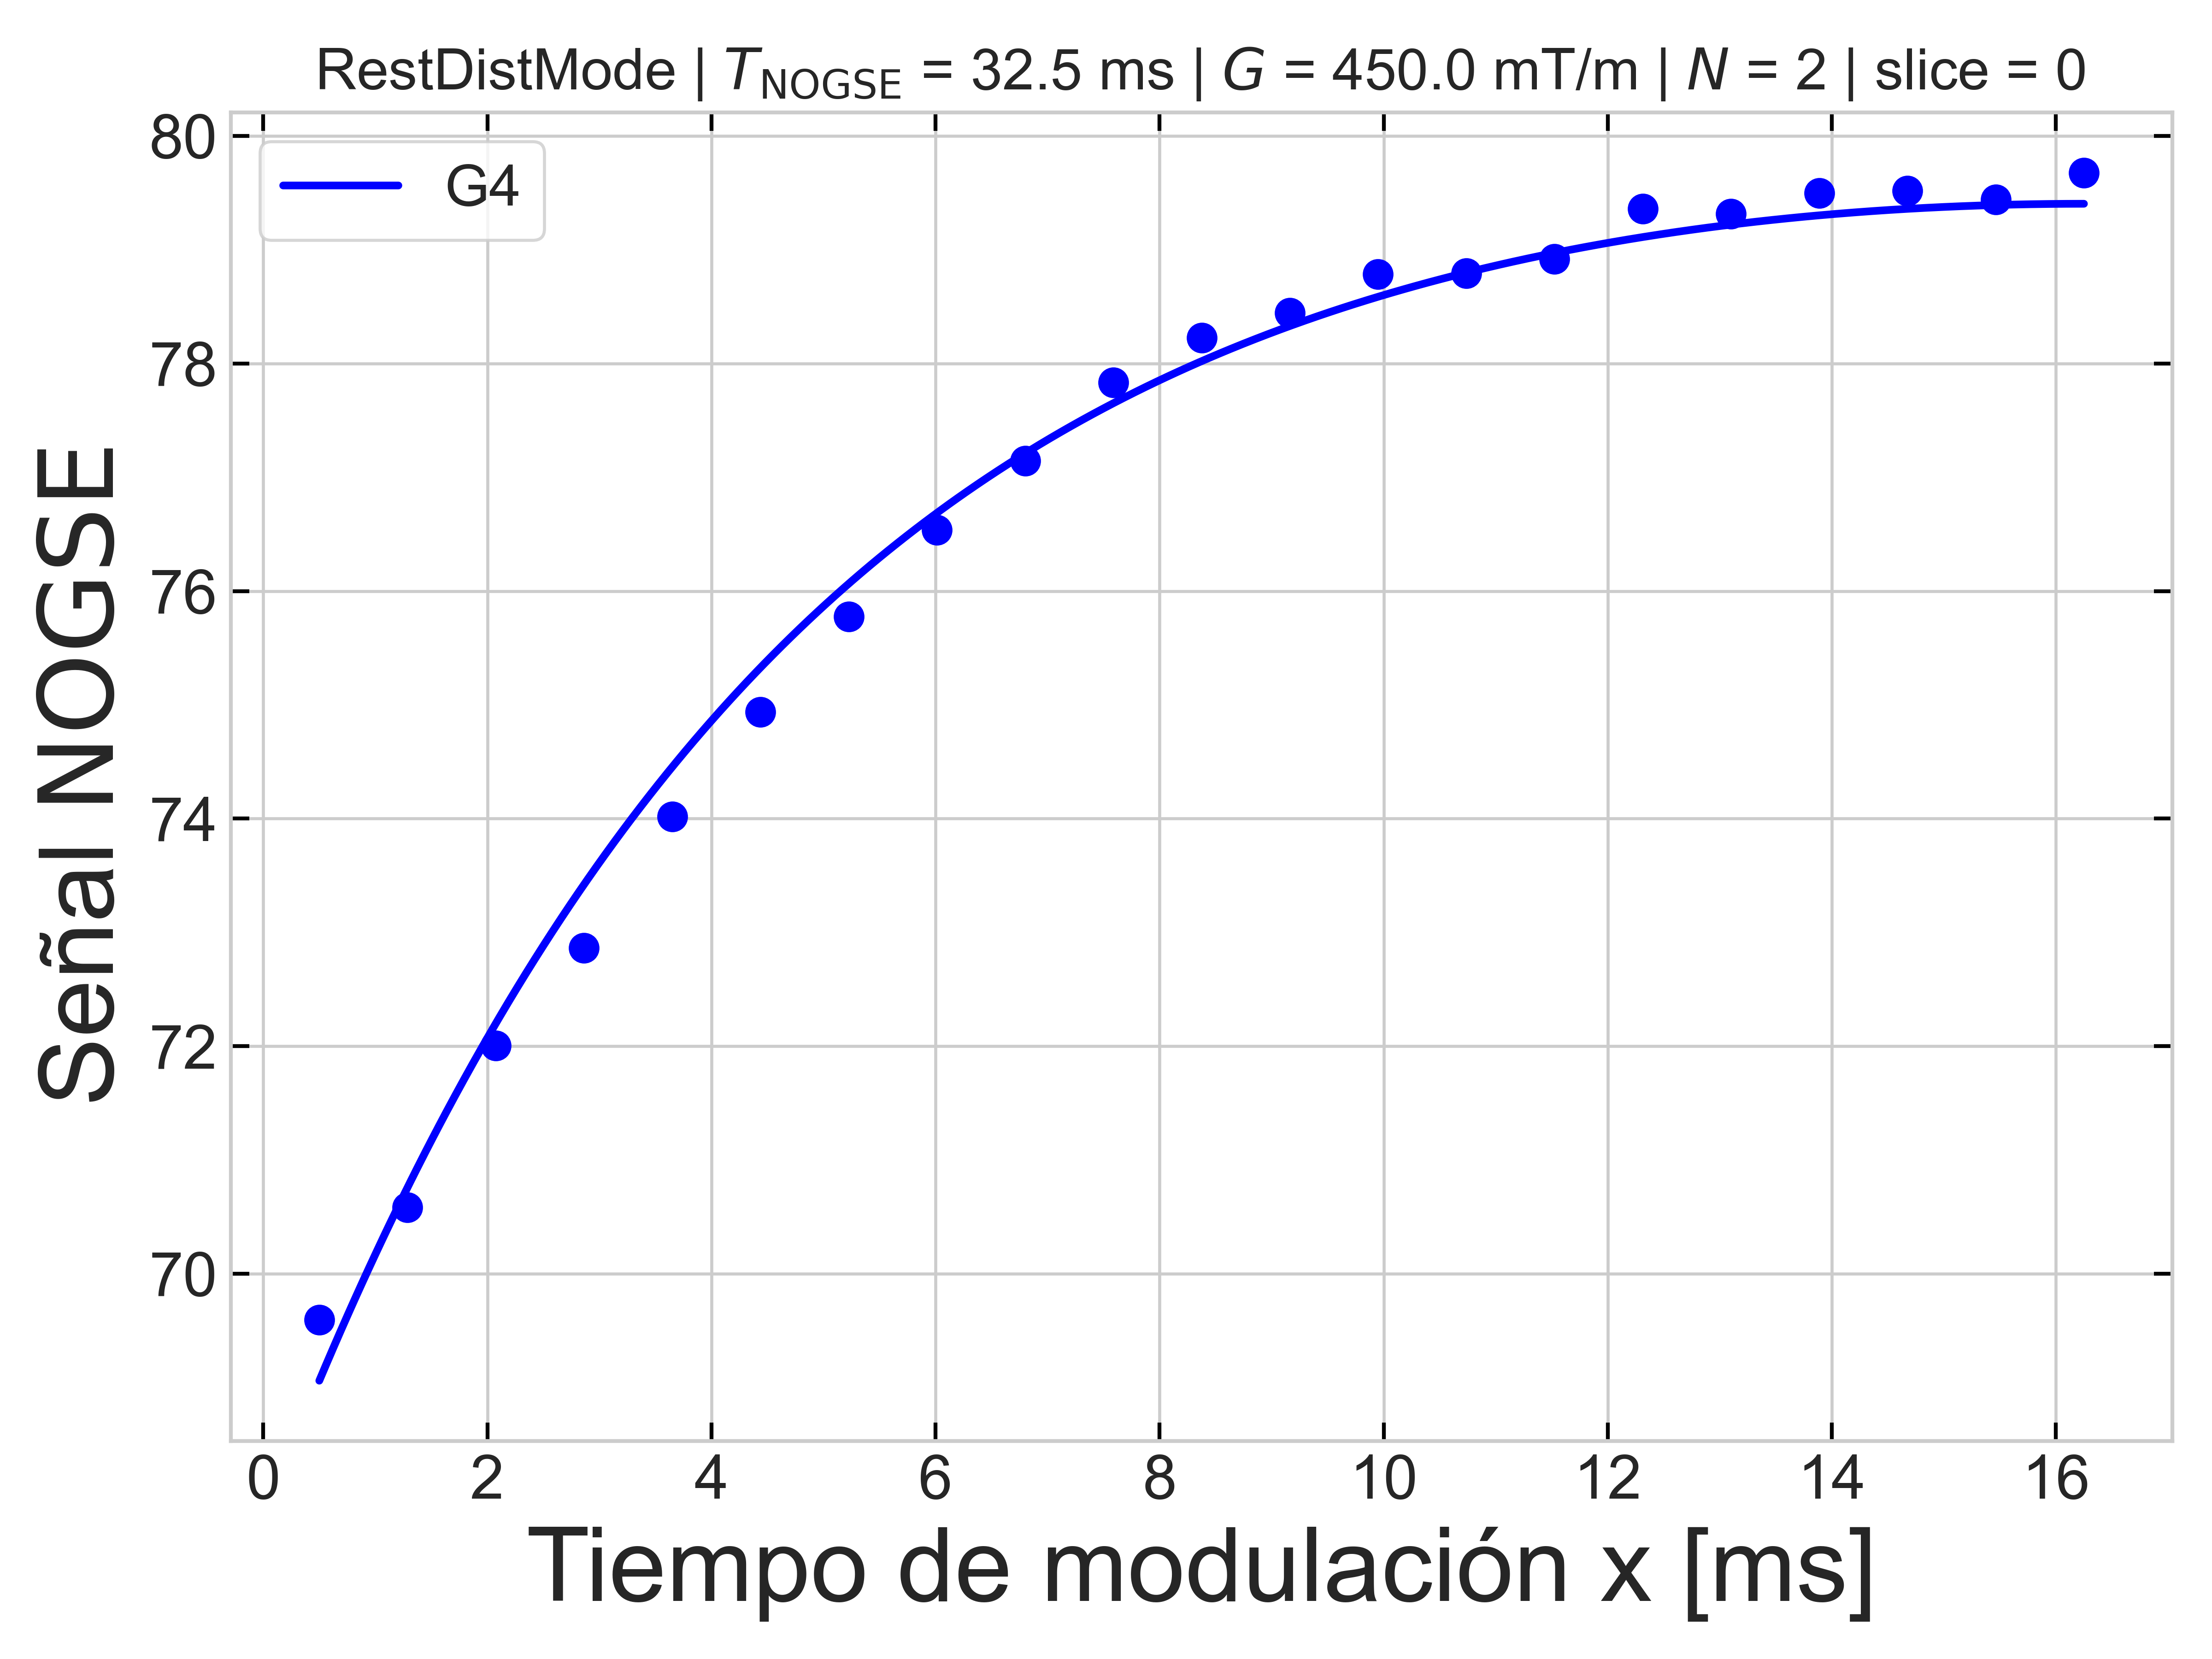 RestDistMode | T_NOGSE = 32.5 ms | G = 450.0 mT/m | N = 2 | slice = 0
G4
80
78
76
74
72
70
Señal NOGSE
0 2 4 6 8 10 12 14 16
Tiempo de modulación x [ms]